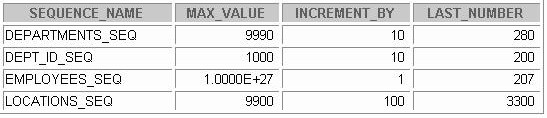 SEQUENCE_NAME MAX_VALUE INCREMENT_BY LAST_NUMBER
DEPARTMENTS_SEQ 9990 10 280
DEPT_ID_SEQ 1000 10 200
EMPLOYEES_SEQ 1.0000E+27 1 207
LOCATIONS_SEQ 9900 100 3300